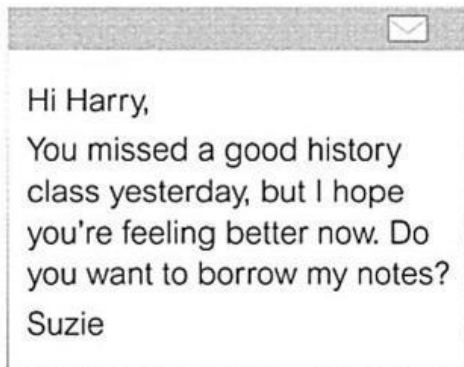 Hi Harry,
You missed a good history
class yesterday, but I hope
you're feeling better now. Do
you want to borrow my notes?
Suzie